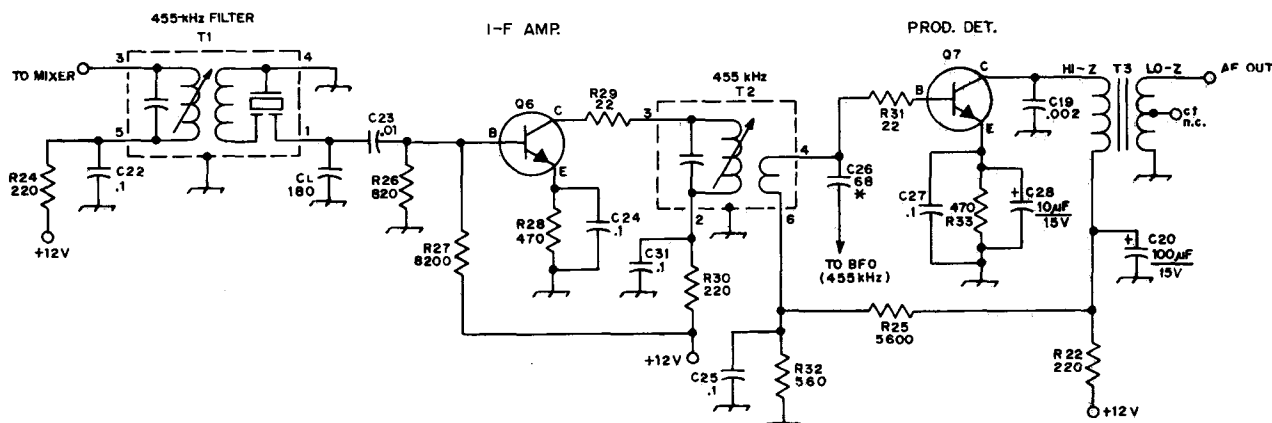 455-kHz FILTER
T1
I-F AMP.
PROD. DET.
3
4
TO MIXER
5
1
R24
220
+12V
C22
.1
CL
180
C23
.01
R26
820
R27
8200
B
Q6
C
E
R28
470
C24
.1
R29
22
455 kHz
T2
3
4
2
6
C31
.1
R30
220
+12V
C26
68
*
TO BFO
(455kHz)
C25
.1
R32
560
R31
22
Q7
B
C
E
C27
.1
470
R33
+
C28
10µF
15V
C19
.002
HI-Z
T3
LO-Z
AF OUT
ct
n.c.
+
C20
100µF
15V
R25
5600
R22
220
+12V